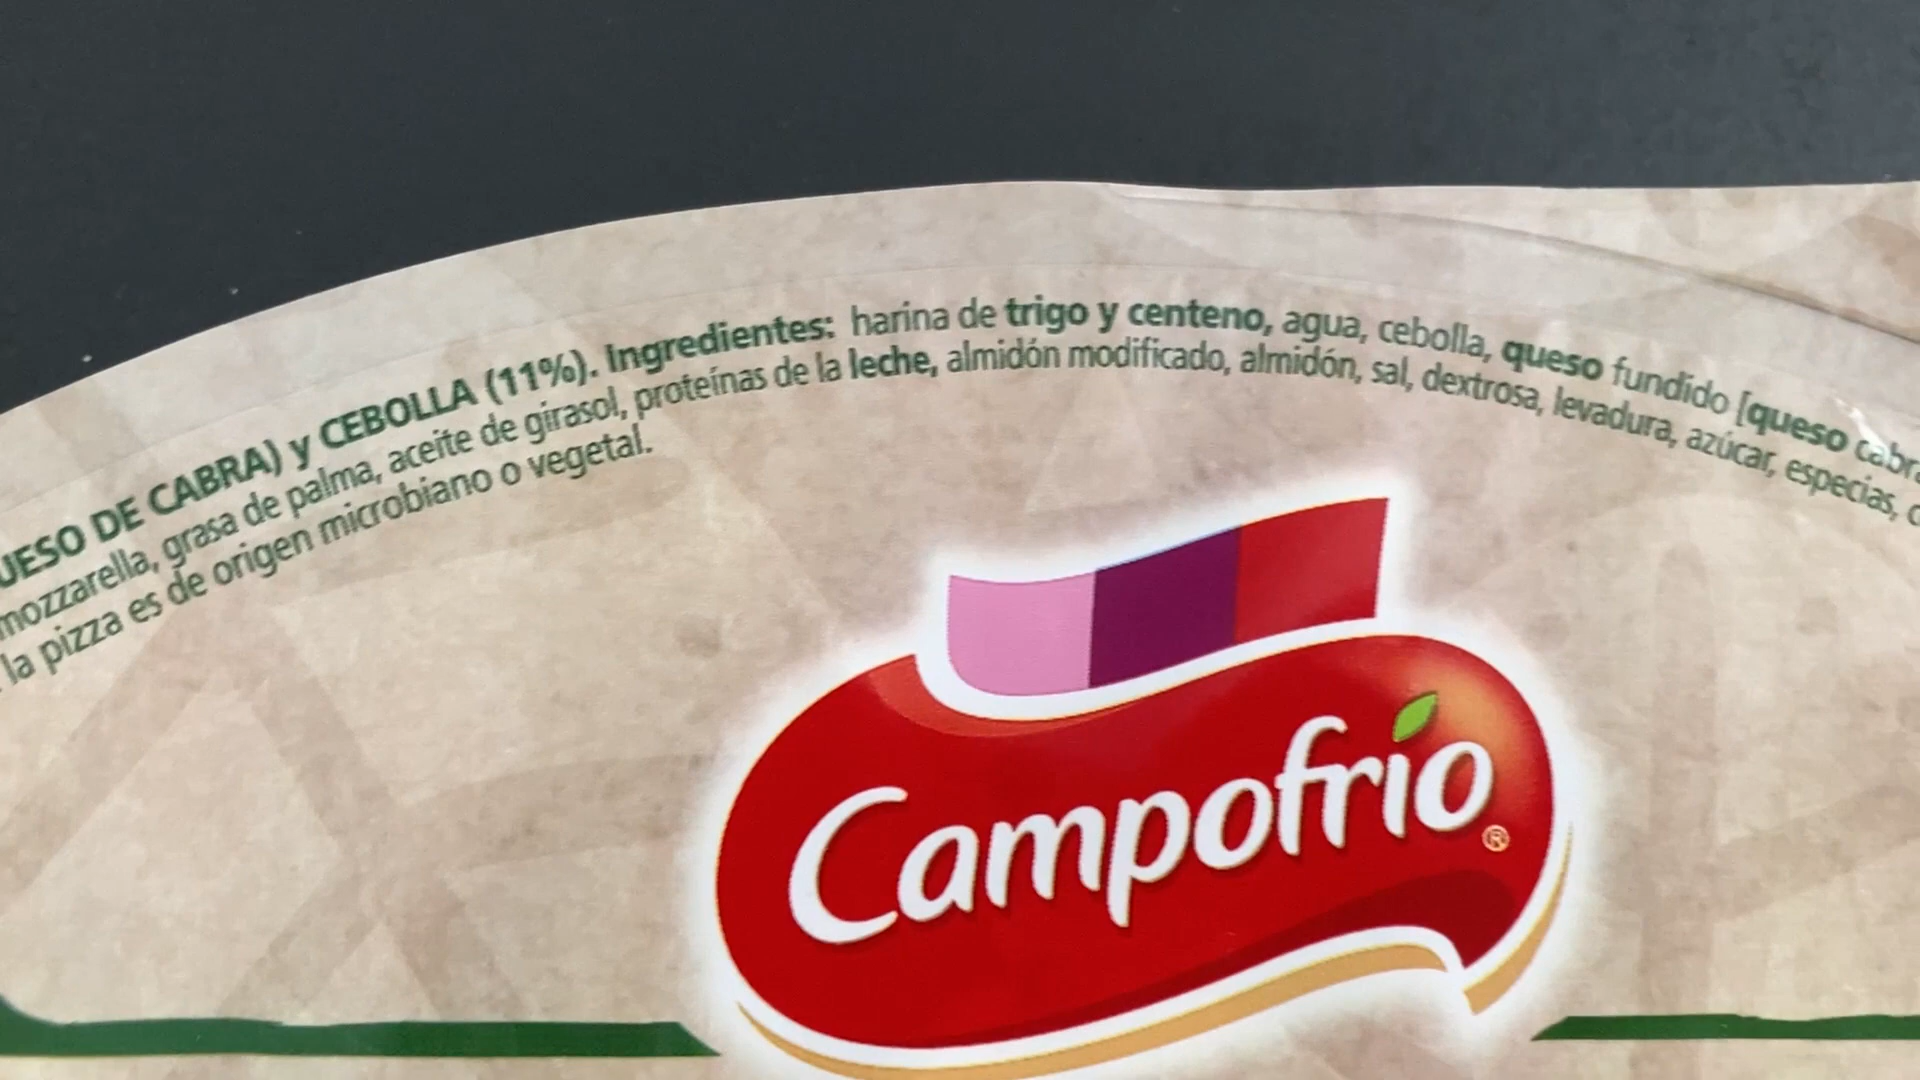 UESO DE CABRA) y CEBOLLA (11%). Ingredientes: harina de trigo y centeno, agua, cebolla, queso fundido [queso cabra
mozzarella, grasa de palma, aceite de girasol, proteínas de la leche, almidón modificado, almidón, sal, dextrosa, levadura, azúcar, especias,
la pizza es de origen microbiano o vegetal.
Campofrío®